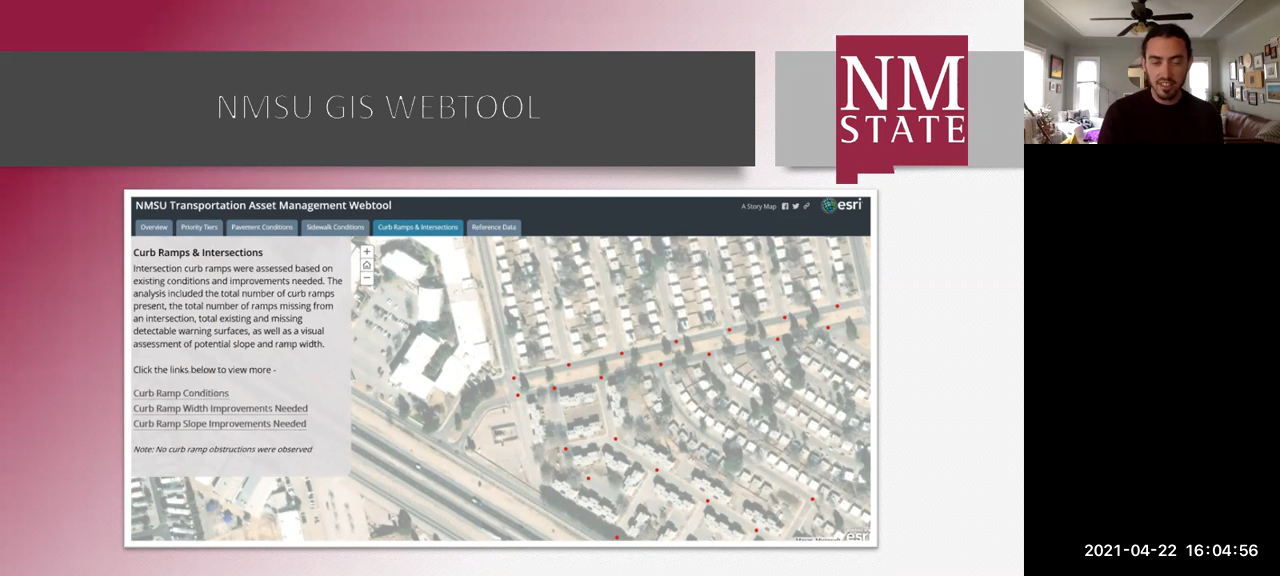 NMSU GIS WEBTOOL
NM
STATE
NMSU Transportation Asset Management Webtool
A Story Map
esri
Overview
Priority Tiers
Pavement Conditions
Sidewalk Conditions
Curb Ramps & Intersections
Reference Data
Curb Ramps & Intersections
Intersection curb ramps were assessed based on
existing conditions and improvements needed. The
analysis included the total number of curb ramps
present, the total number of ramps missing from
an intersection, total existing and missing
detectable warning surfaces, as well as a visual
assessment of potential slope and ramp width.
Click the links below to view more -
Curb Ramp Conditions
Curb Ramp Width Improvements Needed
Curb Ramp Slope Improvements Needed
Note: No curb ramp obstructions were observed
esri
2021-04-22 16:04:56